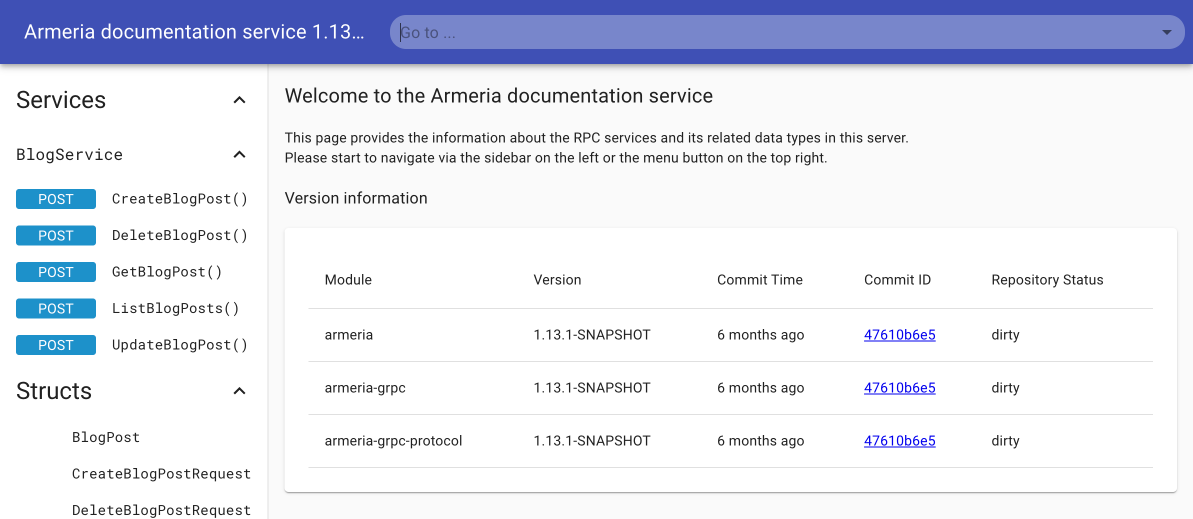 Armeria documentation service 1.13…
Go to ...
Services
BlogService
POST CreateBlogPost()
POST DeleteBlogPost()
POST GetBlogPost()
POST ListBlogPosts()
POST UpdateBlogPost()
Structs
BlogPost
CreateBlogPostRequest
DeleteBlogPostRequest
Welcome to the Armeria documentation service
This page provides the information about the RPC services and its related data types in this server.
Please start to navigate via the sidebar on the left or the menu button on the top right.
Version information
Module Version Commit Time Commit ID Repository Status
armeria 1.13.1-SNAPSHOT 6 months ago 47610b6e5 dirty
armeria-grpc 1.13.1-SNAPSHOT 6 months ago 47610b6e5 dirty
armeria-grpc-protocol 1.13.1-SNAPSHOT 6 months ago 47610b6e5 dirty